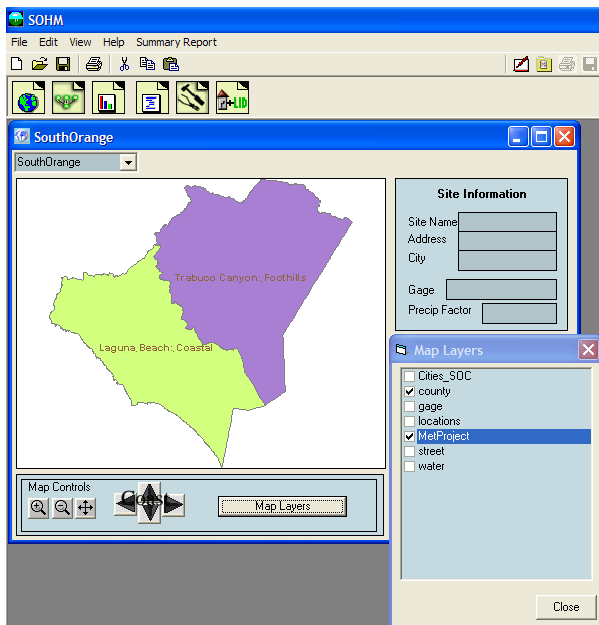 SOHM
File Edit View Help Summary Report
+LID
SouthOrange
SouthOrange
Trabuco Canyon: Foothills
Laguna Beach: Coastal
Site Information
Site Name
Address
City
Gage
Precip Factor
Map Layers
Cities_SOC
county
gage
locations
MetProject
street
water
Map Controls
Map Layers
Close